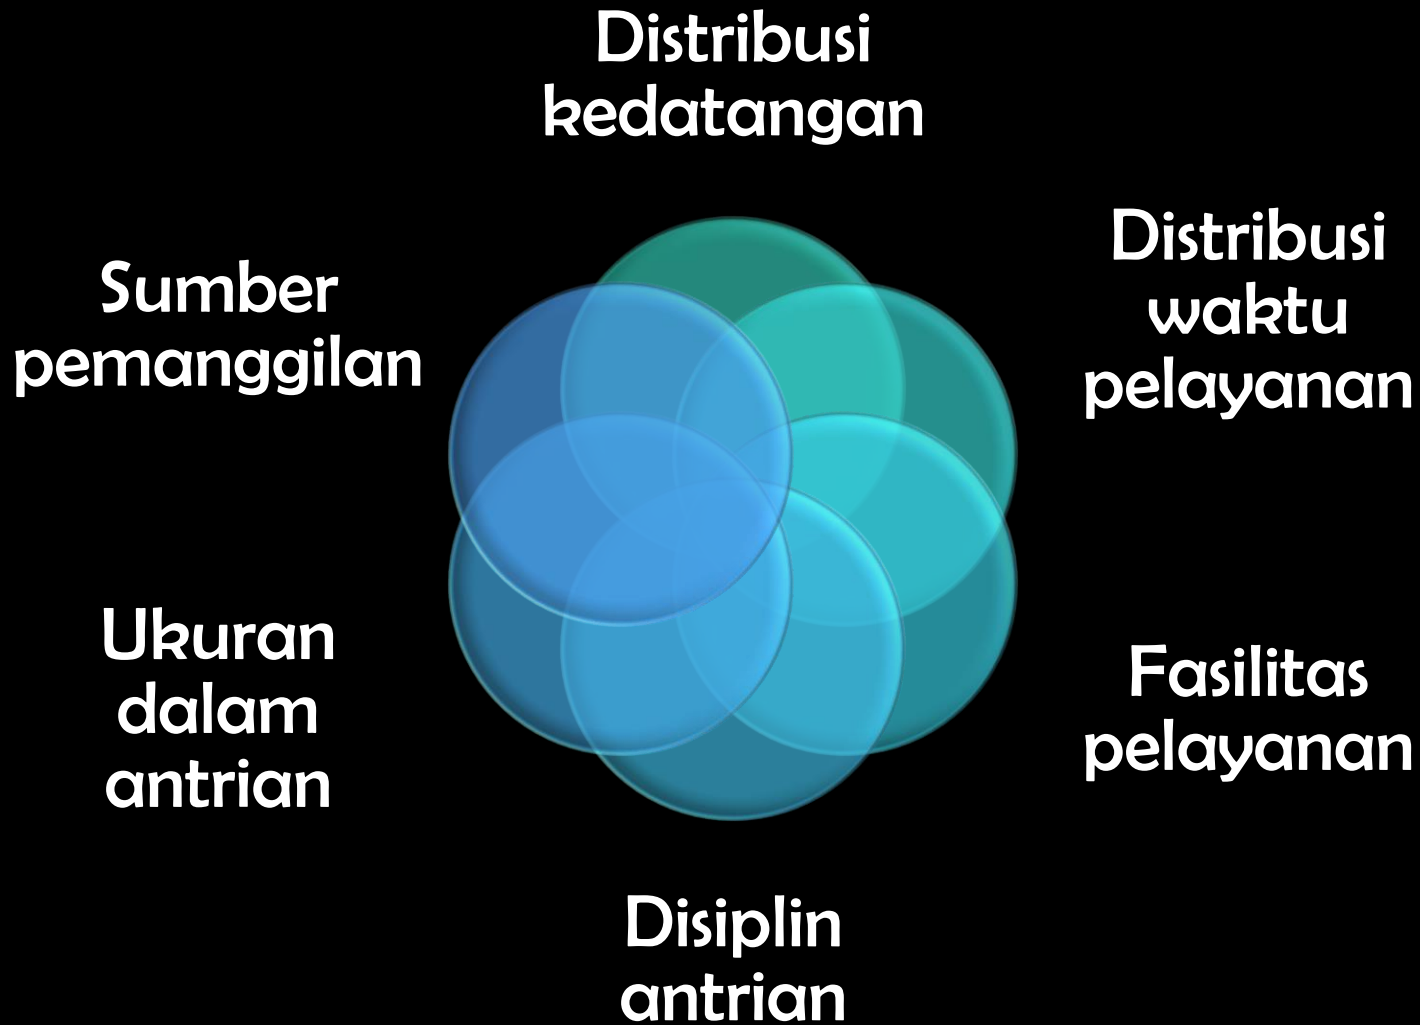 Distribusi
kedatangan
Distribusi
waktu
pelayanan
Fasilitas
pelayanan
Disiplin
antrian
Ukuran
dalam
antrian
Sumber
pemanggilan